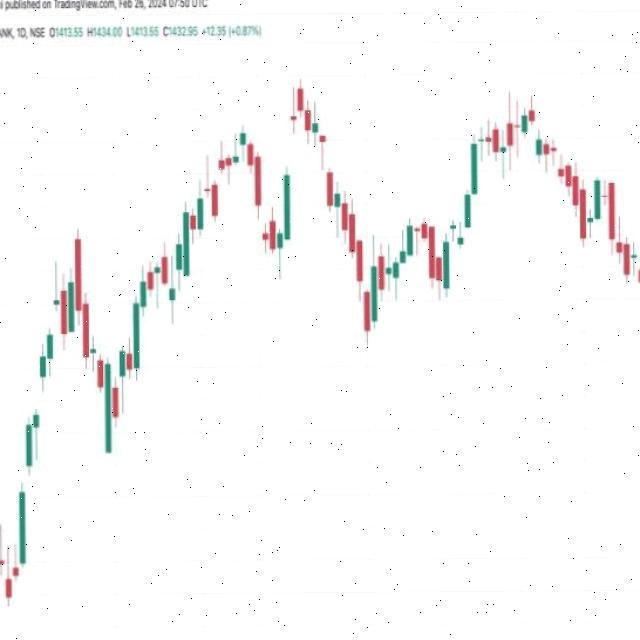 published on TradingView.com, Feb 26, 2024 07:50 UTC
ANK, 1D, NSE O1413.55 H1434.00 L1413.55 C1432.95 +12.35 (+0.87%)